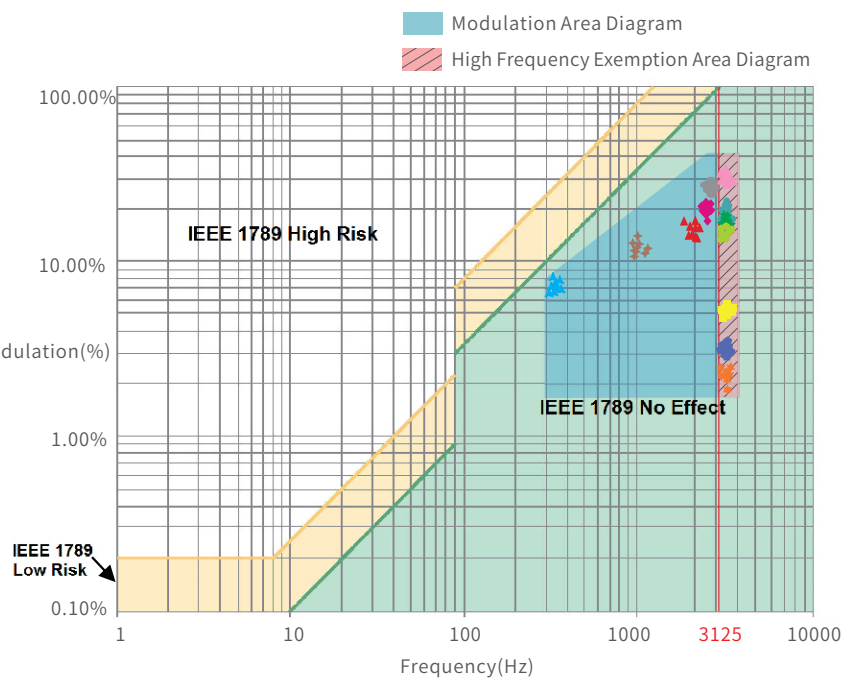 Modulation Area Diagram
High Frequency Exemption Area Diagram
100.00%
IEEE 1789 High Risk
10.00%
dulation(%)
IEEE 1789 No Effect
1.00%
IEEE 1789
Low Risk
0.10%
1 10 100 1000 3125 10000
Frequency(Hz)